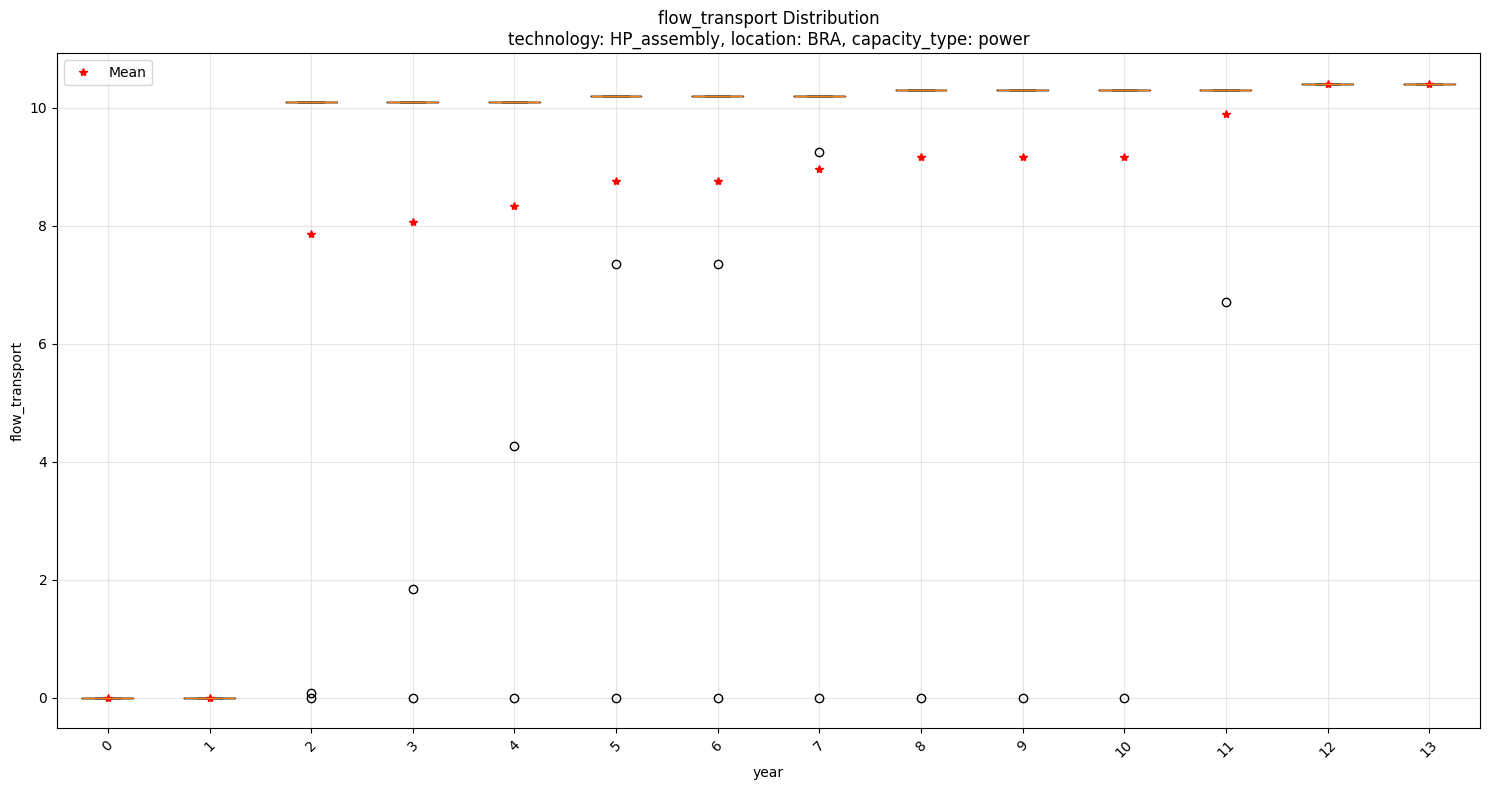 flow_transport Distribution
technology: HP_assembly, location: BRA, capacity_type: power
Mean
flow_transport
10
8
6
4
2
0
0 1 2 3 4 5 6 7 8 9 10 11 12 13
year